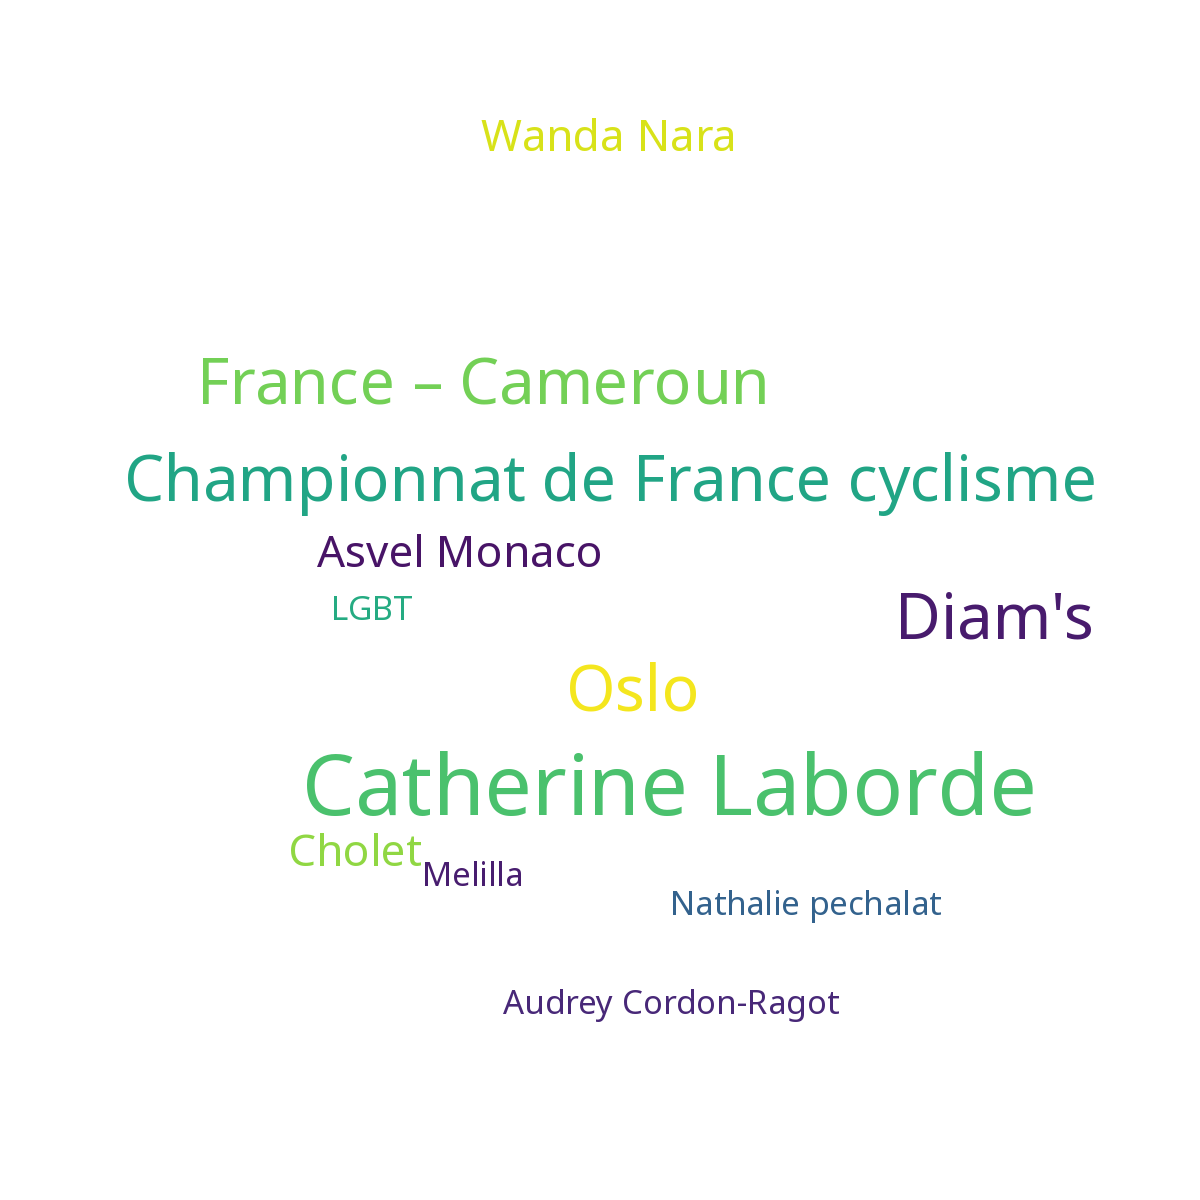 Wanda Nara
France – Cameroun
Championnat de France cyclisme
Asvel Monaco
LGBT
Diam's
Oslo
Catherine Laborde
Cholet
Melilla
Nathalie pechalat
Audrey Cordon-Ragot